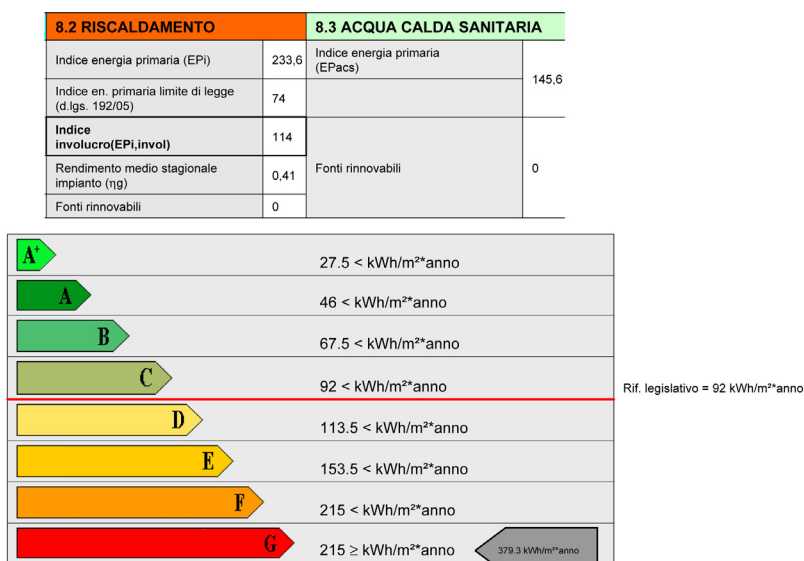 8.2 RISCALDAMENTO
8.3 ACQUA CALDA SANITARIA
Indice energia primaria (EPi)
233,6
Indice energia primaria
(EPacs)
145,6
Indice en. primaria limite di legge
(d.lgs. 192/05)
74
Indice
involucro(EPi,invol)
114
Rendimento medio stagionale
impianto (ηg)
0,41
Fonti rinnovabili
0
Fonti rinnovabili
0
A+
27.5 < kWh/m²*anno
A
46 < kWh/m²*anno
B
67.5 < kWh/m²*anno
C
92 < kWh/m²*anno
Rif. legislativo = 92 kWh/m²*anno
D
113.5 < kWh/m²*anno
E
153.5 < kWh/m²*anno
F
215 < kWh/m²*anno
G
215 ≥ kWh/m²*anno
379.3 kWh/m²*anno